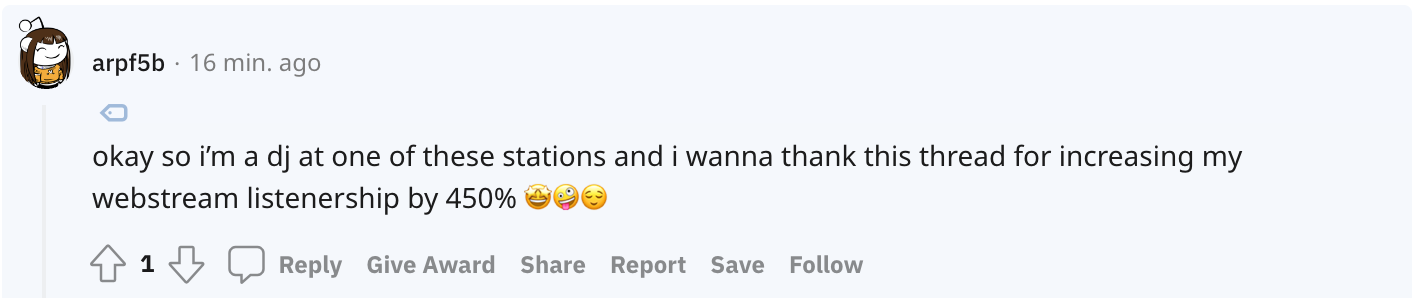 arpf5b · 16 min. ago
okay so i’m a dj at one of these stations and i wanna thank this thread for increasing my
webstream listenership by 450% 🤩🤪😌
1 Reply Give Award Share Report Save Follow